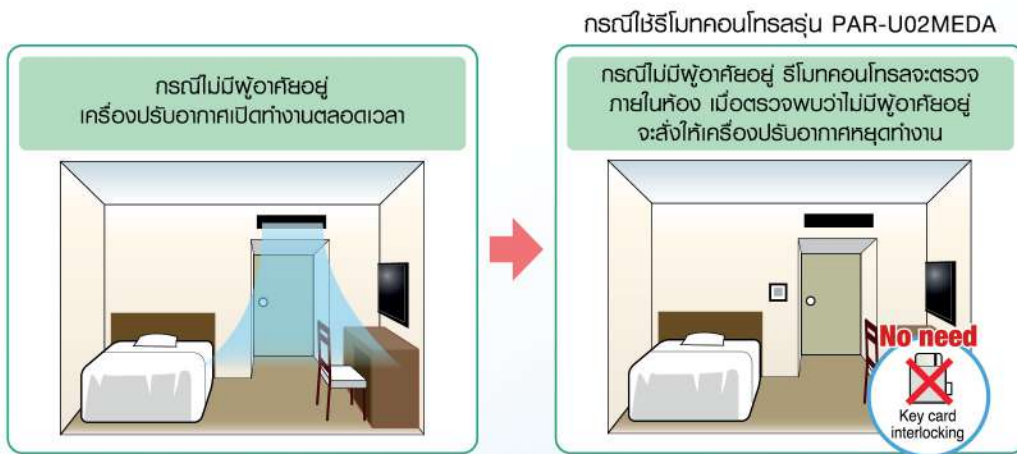 กรณีใช้รีโมทคอนโทรลรุ่น PAR-U02MEDA
กรณีไม่มีผู้อาศัยอยู่
เครื่องปรับอากาศเปิดทำงานตลอดเวลา
กรณีไม่มีผู้อาศัยอยู่ รีโมทคอนโทรลจะตรวจ
ภายในห้อง เมื่อตรวจพบว่าไม่มีผู้อาศัยอยู่
จะสั่งให้เครื่องปรับอากาศหยุดทำงาน
No need
Key card
interlocking